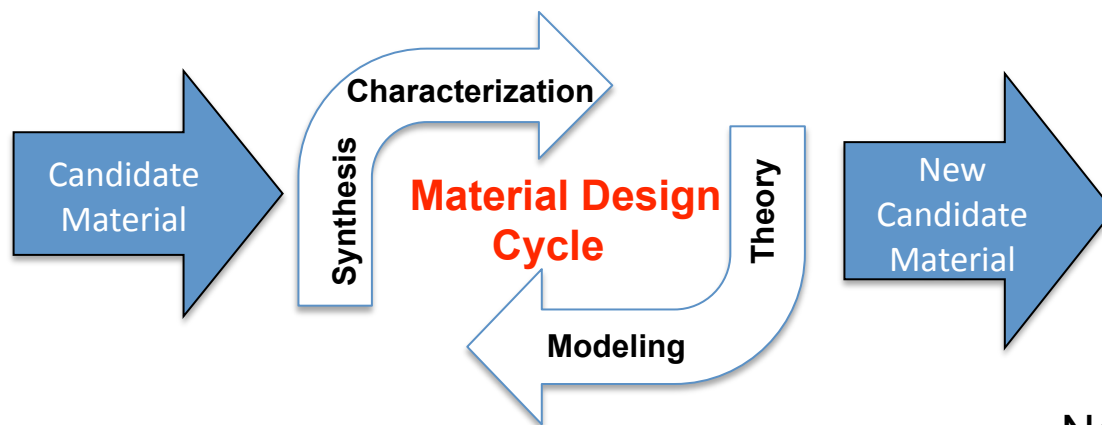 Candidate
Material
Synthesis
Characterization
Material Design
Cycle
Theory
Modeling
New
Candidate
Material